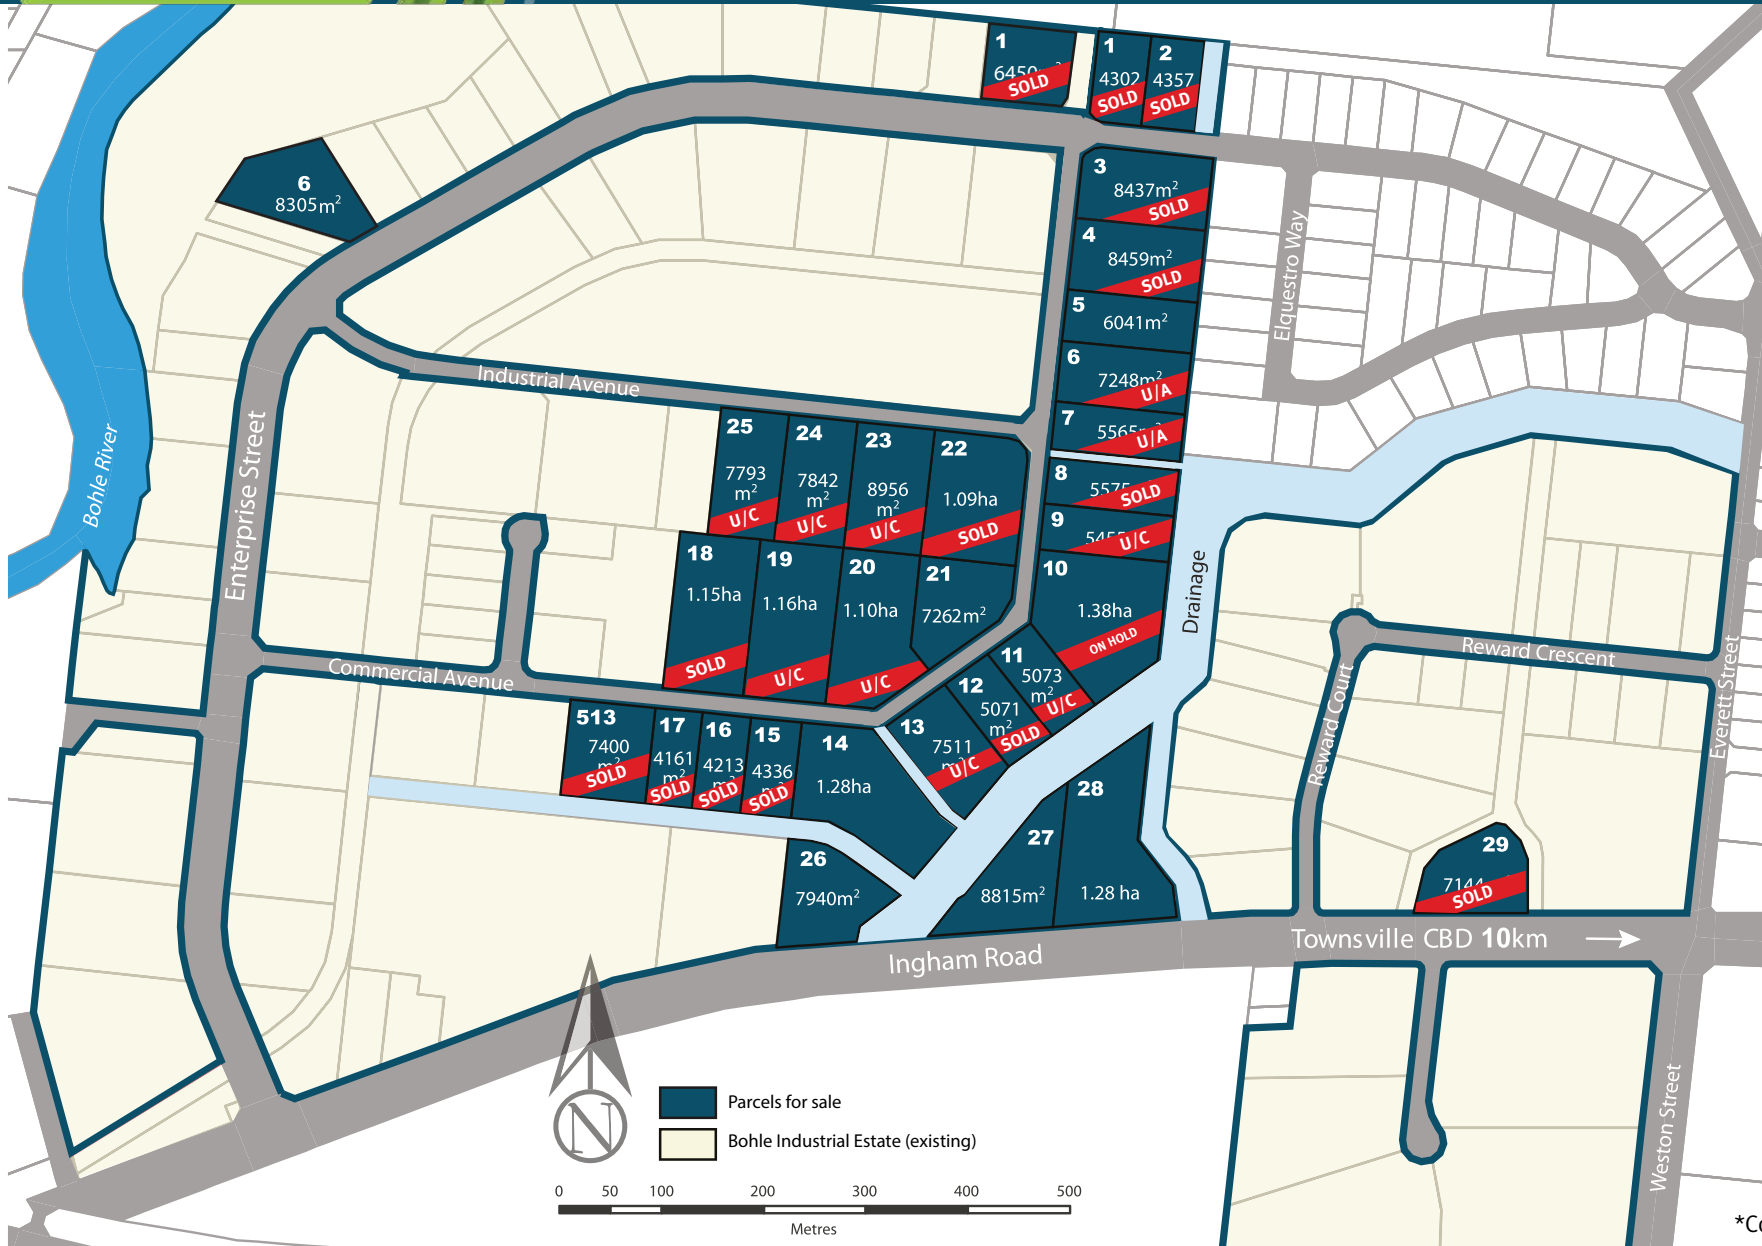 1
SOLD
1
4302
SOLD
2
4357
SOLD
3
8437m²
SOLD
4
8459m²
SOLD
5
6041m²
6
7248m²
U/A
7
U/A
8
SOLD
9
U/C
10
1.38ha
ON HOLD
11
5073
m²
U/C
12
5071
m²
SOLD
13
7511
m²
U/C
14
1.28ha
15
4336
m²
SOLD
16
4213
m²
SOLD
17
4161
m²
SOLD
513
7400
m²
SOLD
18
1.15ha
SOLD
19
1.16ha
U/C
20
1.10ha
U/C
21
7262m²
22
1.09ha
SOLD
23
8956
m²
U/C
24
7842
m²
U/C
25
7793
m²
U/C
26
7940m²
27
8815m²
28
1.28 ha
29
7144
SOLD
6
8305m²
Bohle River
Enterprise Street
Industrial Avenue
Commercial Avenue
Elquestro Way
Drainage
Reward Crescent
Reward Court
Everett Street
Ingham Road
Townsville CBD 10km
Weston Street
N
Parcels for sale
Bohle Industrial Estate (existing)
0 50 100 200 300 400 500
Metres